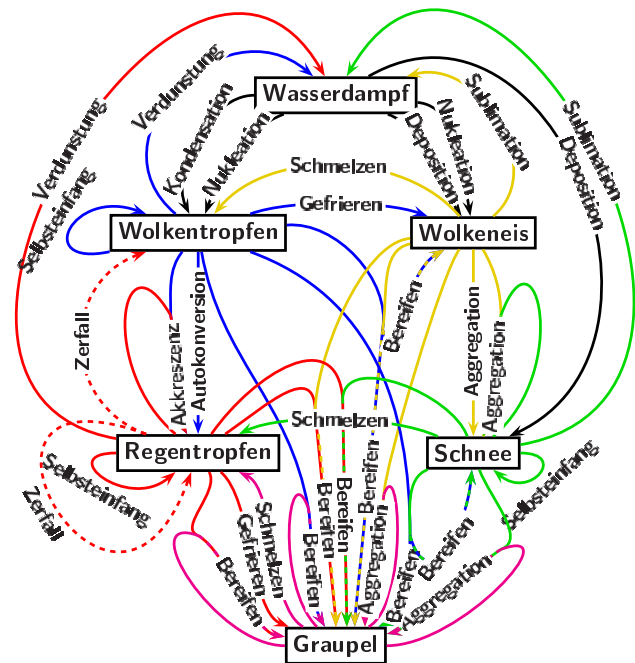 Wasserdampf
Verdunstung
Verdunstung
Kondensation
Nukleation
Deposition
Nukleation
Sublimation
Sublimation
Deposition
Schmelzen
Gefrieren
Selbsteinfang
Wolkentropfen
Wolkeneis
Zerfall
Akkreszenz
Autokonversion
Bereifen
Aggregation
Aggregation
Schmelzen
Regentropfen
Schnee
Selbsteinfang
Zerfall
Bereifen
Gefrieren
Schmelzen
Bereifen
Bereifen
Bereifen
Bereifen
Aggregation
Bereifen
Bereifen
Aggregation
Selbsteinfang
Graupel